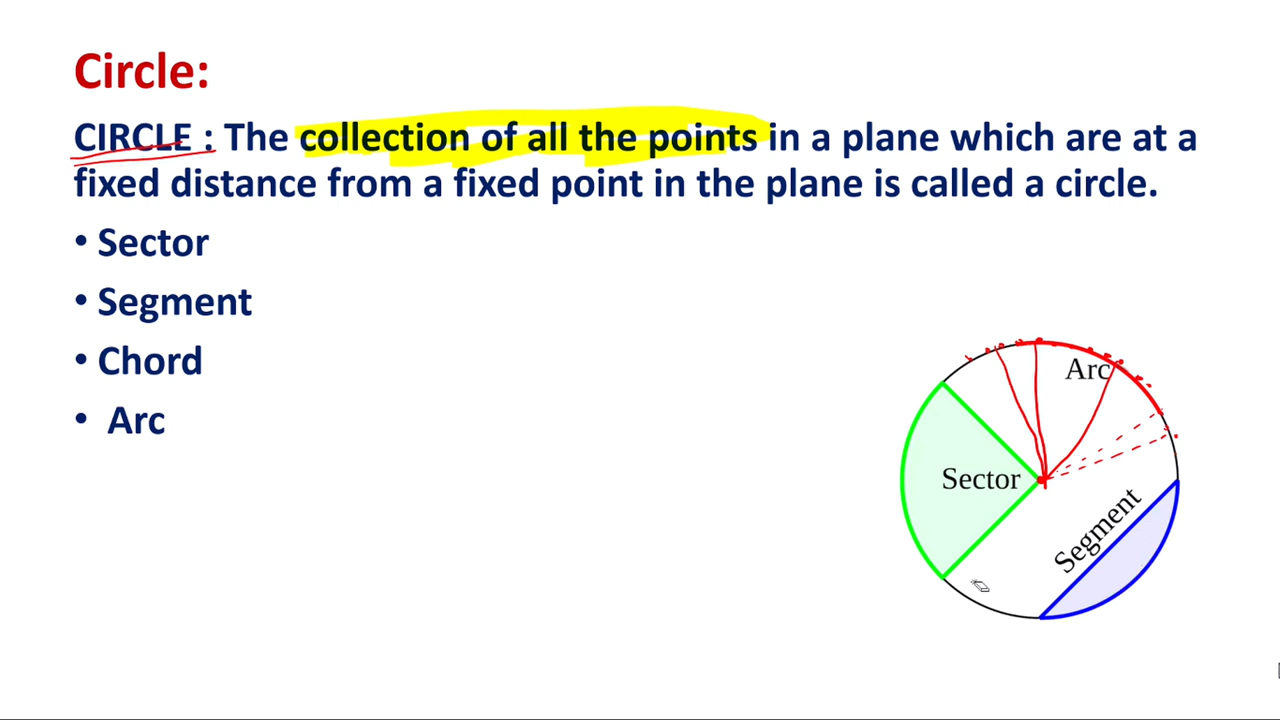 Circle:
CIRCLE : The collection of all the points in a plane which are at a
fixed distance from a fixed point in the plane is called a circle.
• Sector
• Segment
• Chord
• Arc
Arc
Sector
Segment